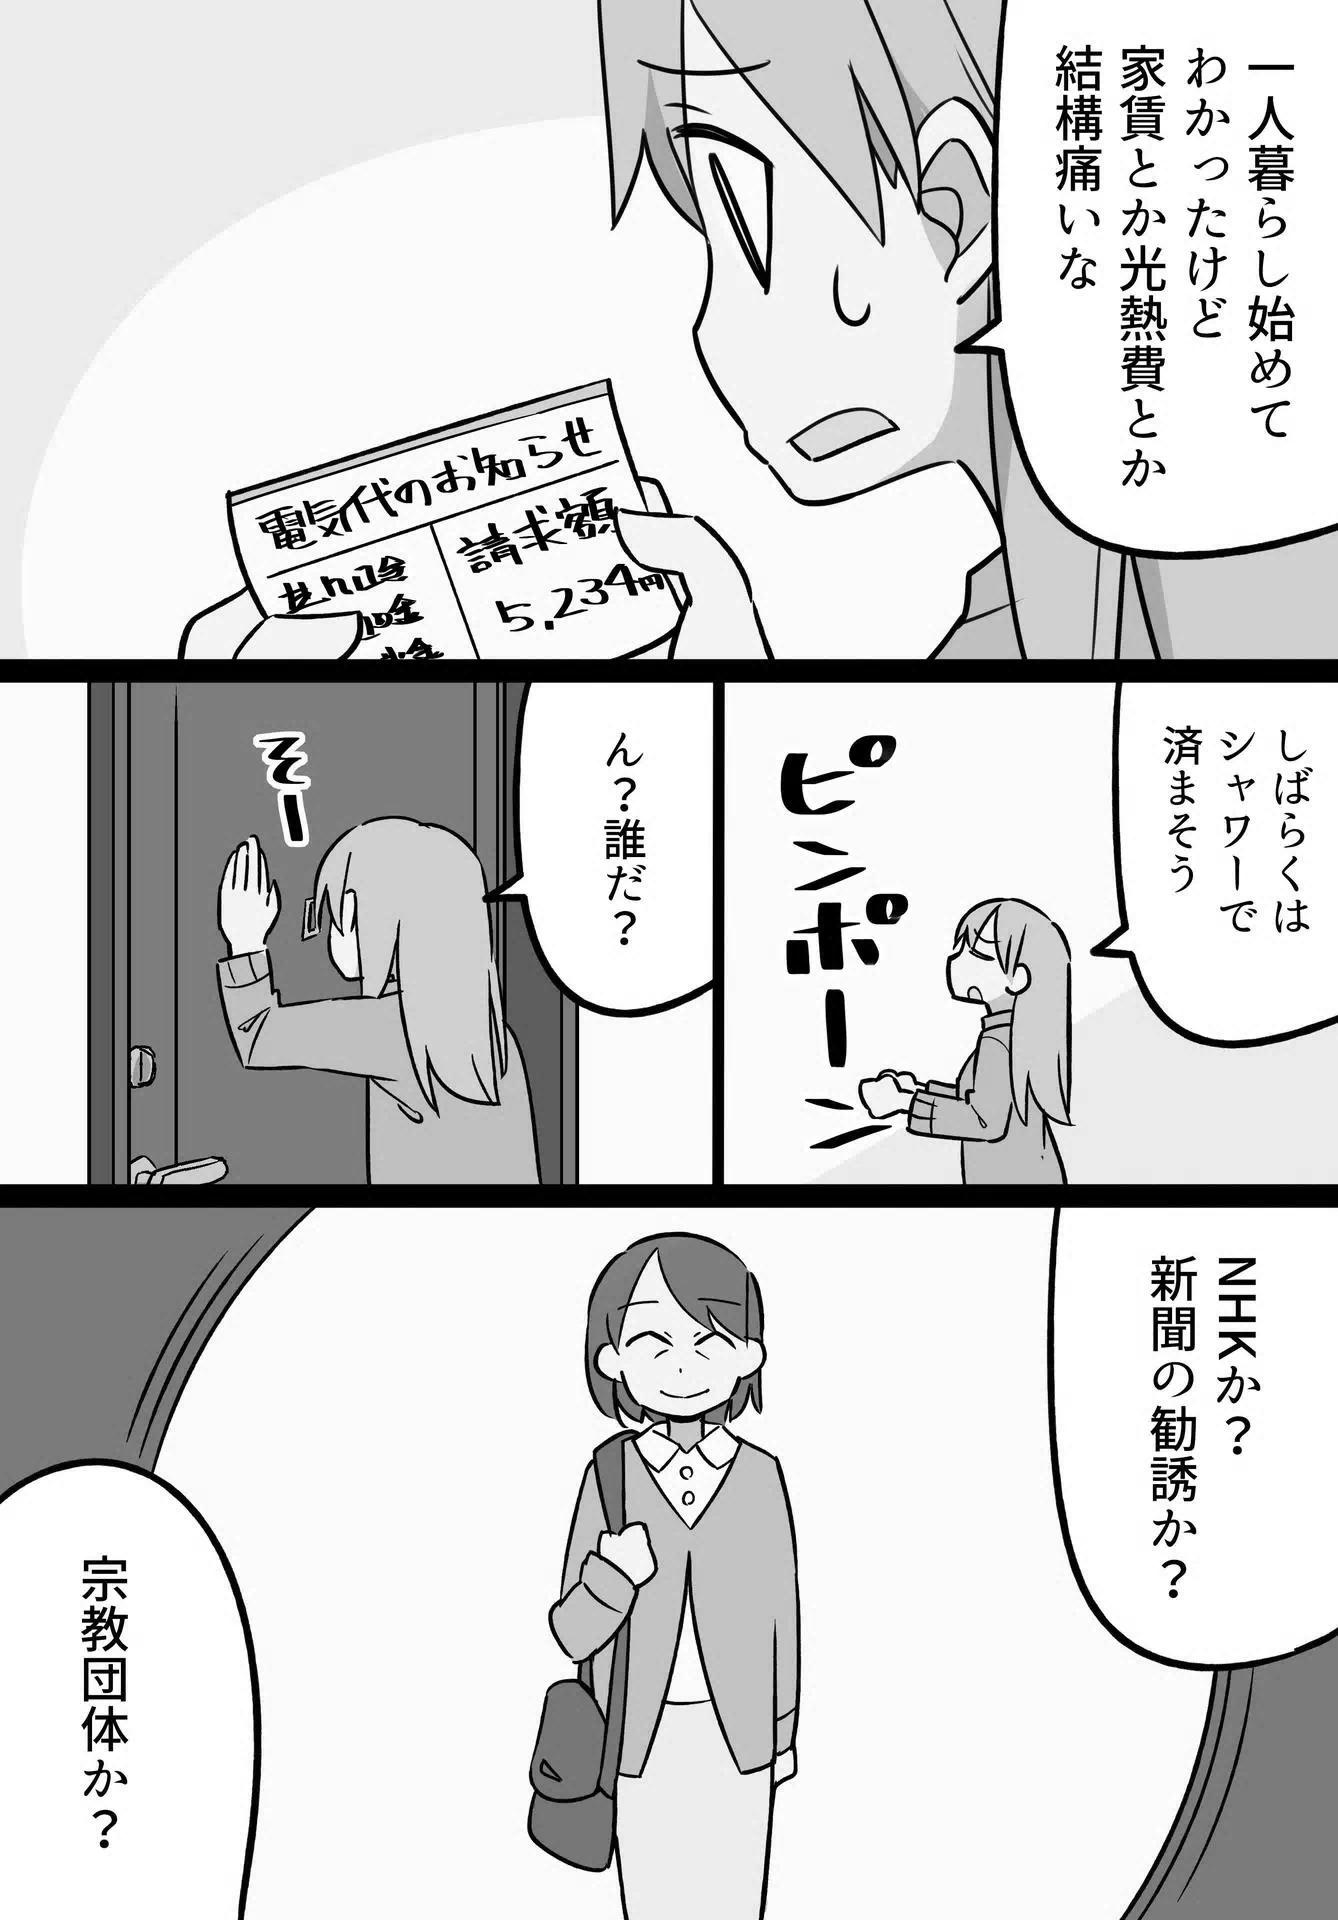 一人暮らし始めて
わかったけど
家賃とか光熱費とか
結構痛いな
電気代のお知らせ
請求額
5,234円
しばらくは
シャワーで
済まそう
ピンポーン
ん?誰だ?
そー
NHKか?
新聞の勧誘か?
宗教団体か?